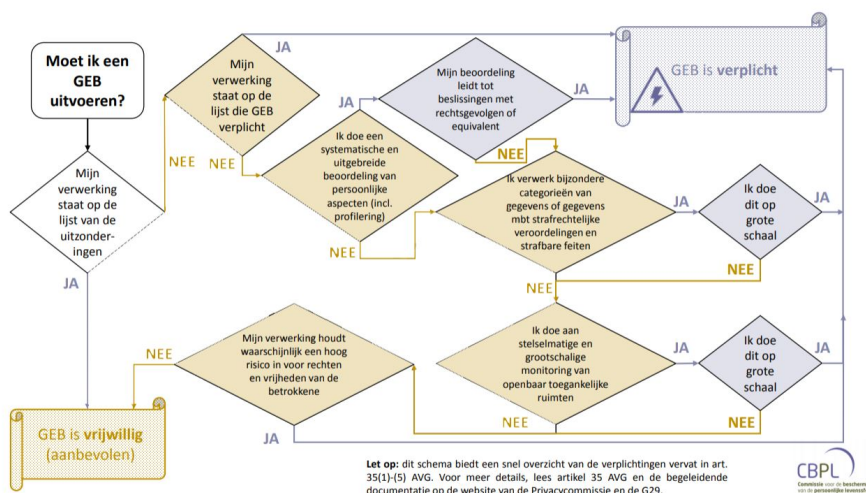 Moet ik een
GEB
uitvoeren?
Mijn
verwerking
staat op de
lijst van de
uitzonder-
ingen
JA
NEE
Mijn
verwerking
staat op de
lijst die GEB
verplicht
JA
NEE
Ik doe een
systematische en
uitgebreide
beoordeling van
persoonlijke
aspecten (incl.
profilering)
JA
NEE
Mijn beoordeling
leidt tot
beslissingen met
rechtsgevolgen of
equivalent
JA
NEE
GEB is verplicht
Ik verwerk bijzondere
categorieën van
gegevens of gegevens
mbt strafrechtelijke
veroordelingen en
strafbare feiten
JA
NEE
Ik doe
dit op
grote
schaal
JA
NEE
Ik doe aan
stelselmatige en
grootschalige
monitoring van
openbaar toegankelijke
ruimten
JA
NEE
Ik doe
dit op
grote
schaal
JA
NEE
Mijn verwerking houdt
waarschijnlijk een hoog
risico in voor rechten
en vrijheden van de
betrokkene
NEE
JA
GEB is vrijwillig
(aanbevolen)
Let op: dit schema biedt een snel overzicht van de verplichtingen vervat in art.
35(1)-(5) AVG. Voor meer details, lees artikel 35 AVG en de begeleidende
documentatie op de website van de Privacycommissie en de G29.
CBPL
Commissie voor de bescherm
van de persoonlijke levenssf